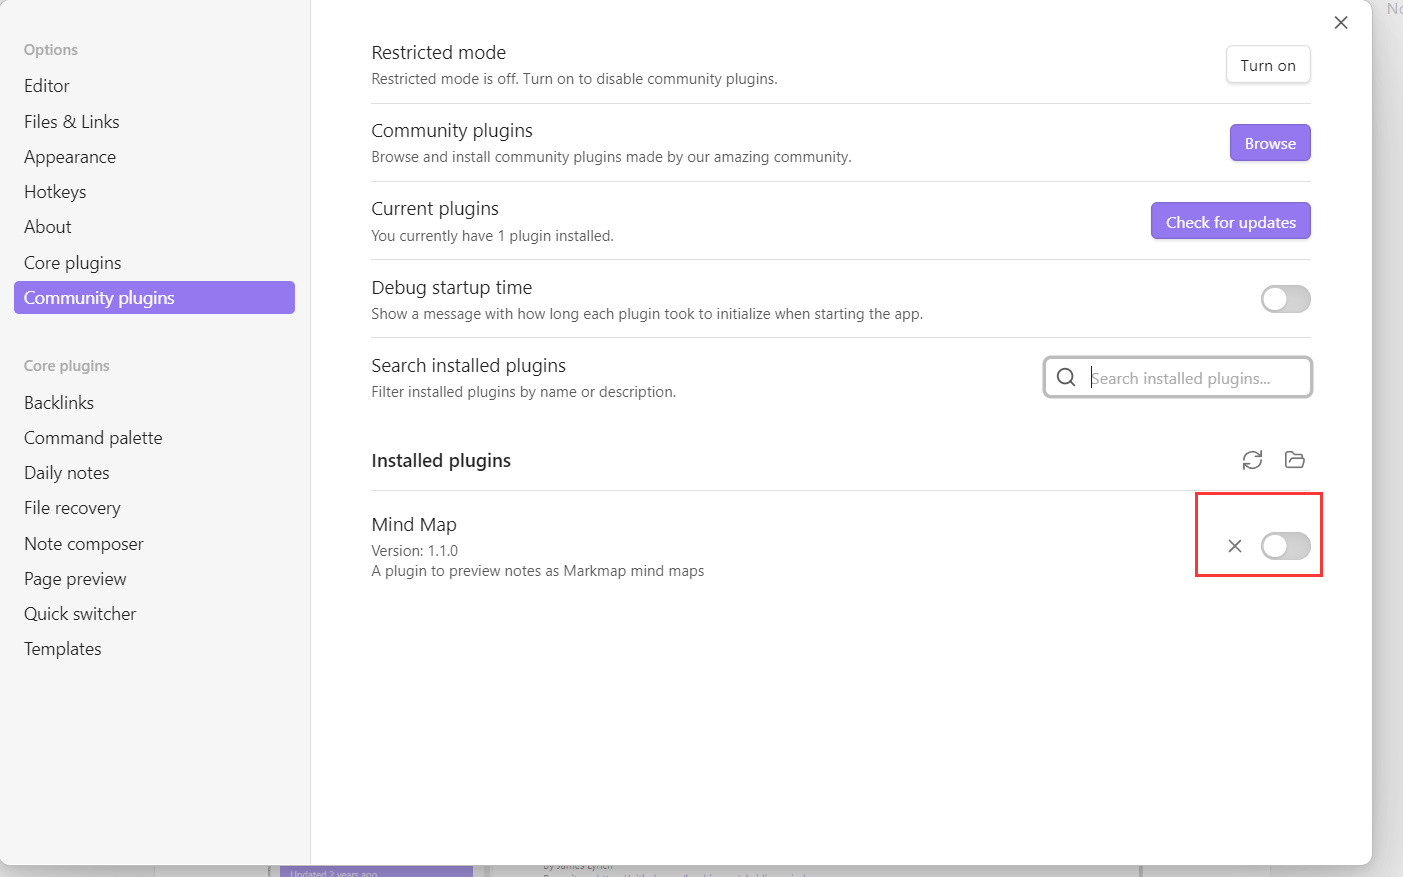 Options
Editor
Files & Links
Appearance
Hotkeys
About
Core plugins
Community plugins
Core plugins
Backlinks
Command palette
Daily notes
File recovery
Note composer
Page preview
Quick switcher
Templates
Restricted mode
Restricted mode is off. Turn on to disable community plugins.
Turn on
Community plugins
Browse and install community plugins made by our amazing community.
Browse
Current plugins
You currently have 1 plugin installed.
Check for updates
Debug startup time
Show a message with how long each plugin took to initialize when starting the app.
Search installed plugins
Filter installed plugins by name or description.
Search installed plugins...
Installed plugins
Mind Map
Version: 1.1.0
A plugin to preview notes as Markmap mind maps
Updated 2 years ago
by James Lynch